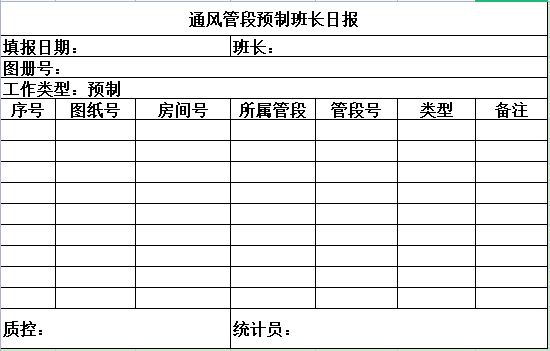 通风管段预制班长日报
填报日期： 班长：
图册号：
工作类型：预制
序号 图纸号 房间号 所属管段 管段号 类型 备注
质控： 统计员：